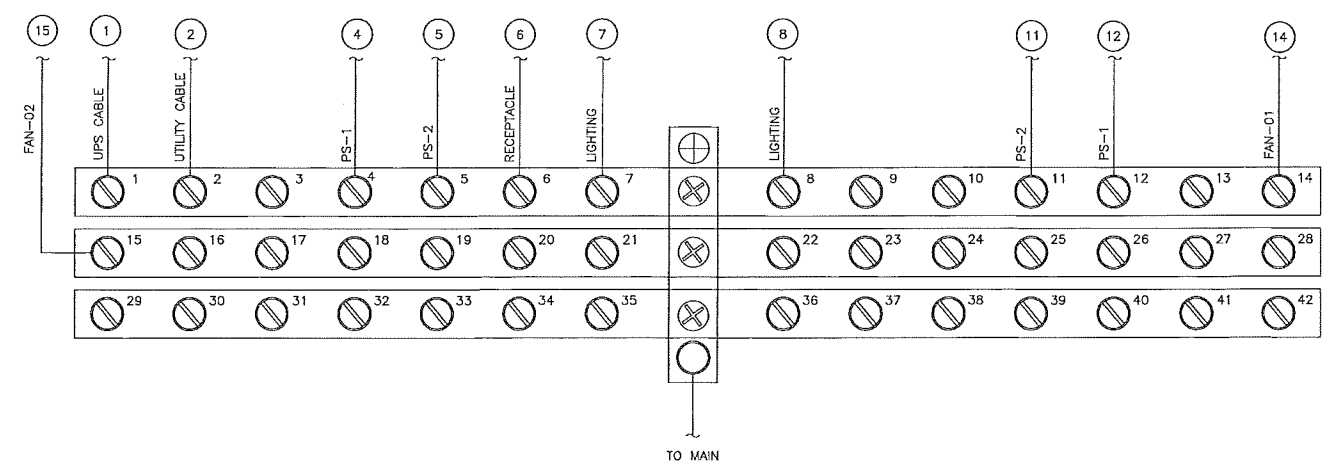 15 1 2 4 5 6 7 8 11 12 14
FAN-02
UPS CABLE
UTILITY CABLE
PS-1
PS-2
RECEPTACLE
LIGHTING
LIGHTING
PS-2
PS-1
FAN-01
1 2 3 4 5 6 7 8 9 10 11 12 13 14
15 16 17 18 19 20 21 22 23 24 25 26 27 28
29 30 31 32 33 34 35 36 37 38 39 40 41 42
TO MAIN